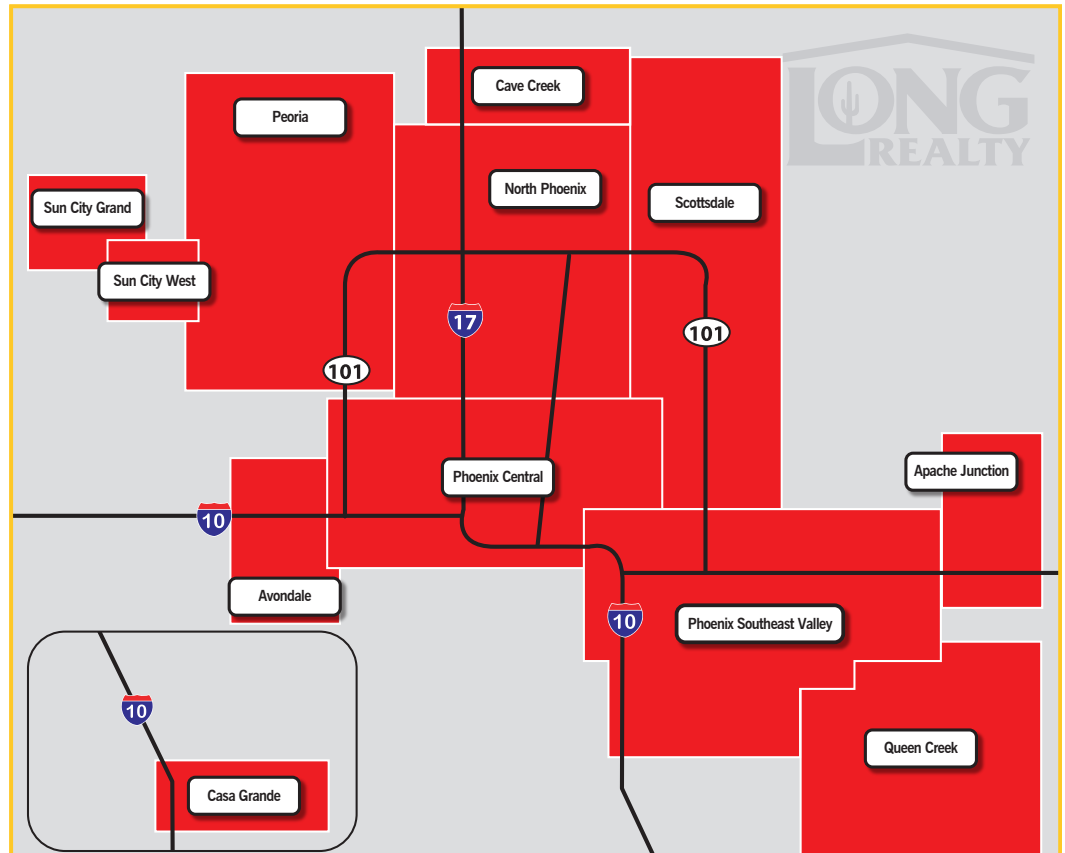 LONG
REALTY
Cave Creek
Peoria
North Phoenix
Scottsdale
Sun City Grand
Sun City West
17
101
101
Phoenix Central
Apache Junction
10
Avondale
10
Phoenix Southeast Valley
10
Queen Creek
Casa Grande